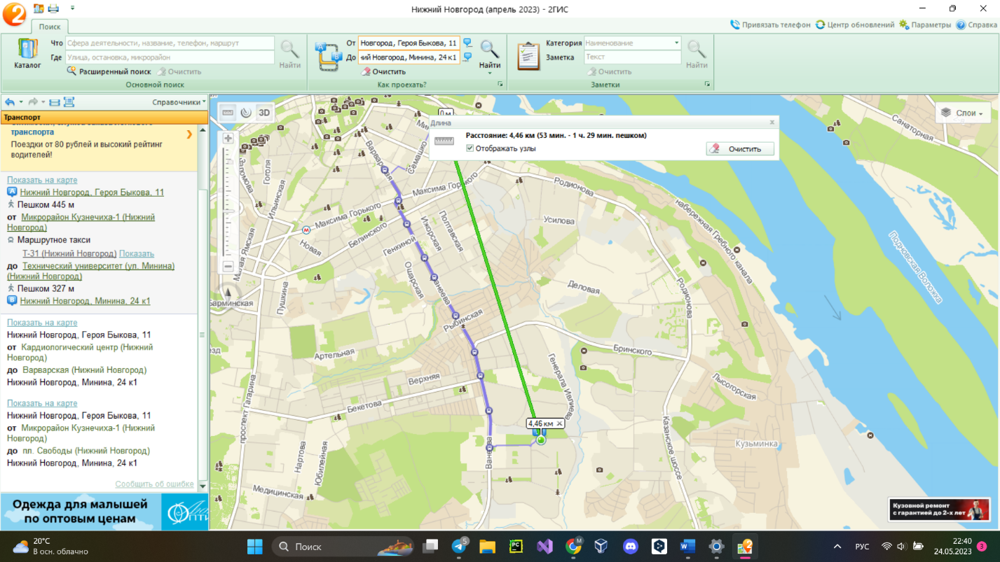 Нижний Новгород (апрель 2023) - 2ГИС
Поиск
Привязать телефон
Центр обновлений
Параметры
Справка
Каталог
Что
Сфера деятельности, название, телефон, маршрут
Где
Улица, остановка, микрорайон
Расширенный поиск
Очистить
Найти
Основной поиск
От
Новгород, Героя Быкова, 11
До
ий Новгород, Минина, 24 к1
Очистить
Найти
Как проехать?
Категория
Наименование
Заметка
Текст
Очистить
Найти
Заметки
Справочники
Транспорт
транспорта
Поездки от 80 рублей и высокий рейтинг
водителей!
Показать на карте
A Нижний Новгород, Героя Быкова, 11
Пешком 445 м
от Микрорайон Кузнечиха-1 (Нижний
Новгород)
Маршрутное такси
Т-31 (Нижний Новгород) Показать
до Технический университет (ул. Минина)
(Нижний Новгород)
Пешком 327 м
B Нижний Новгород, Минина, 24 к1
Показать на карте
Нижний Новгород, Героя Быкова, 11
от Кардиологический центр (Нижний
Новгород)
до Варварская (Нижний Новгород)
Нижний Новгород, Минина, 24 к1
Показать на карте
Нижний Новгород, Героя Быкова, 11
от Микрорайон Кузнечиха-1 (Нижний
Новгород)
до пл. Свободы (Нижний Новгород)
Нижний Новгород, Минина, 24 к1
Сообщить об ошибке
Одежда для малышей
по оптовым ценам
3D
0 м
Длина
Расстояние: 4,46 км (53 мин. - 1 ч. 29 мин. пешком)
Отображать узлы
Очистить
Слои
Санаторная
Варварская
Семашко
Гоголя
Ильинская
Максима Горького
Максима Горького
Родионова
набережная Гребного канала
Подновская Воложка
Усилова
Белинского
Новая
Генкиной
Ижорская
Полтавская
Малая Ямская
Ошарская
Ванеева
Пушкина
Барминская
Деловая
Родионова
Рыбинская
Артельная
Бринского
Верхняя
Генерала Ивлиева
Лысогорская
Бекетова
проспект Гагарина
4,46 км
Казанское шоссе
Кузьминка
Нартова
Юбилейная
Ванеева
Медицинская
Кузовной ремонт
с гарантией до 2-х лет
20°C
В осн. облачно
Поиск
5
M
РУС
22:40
24.05.2023
3